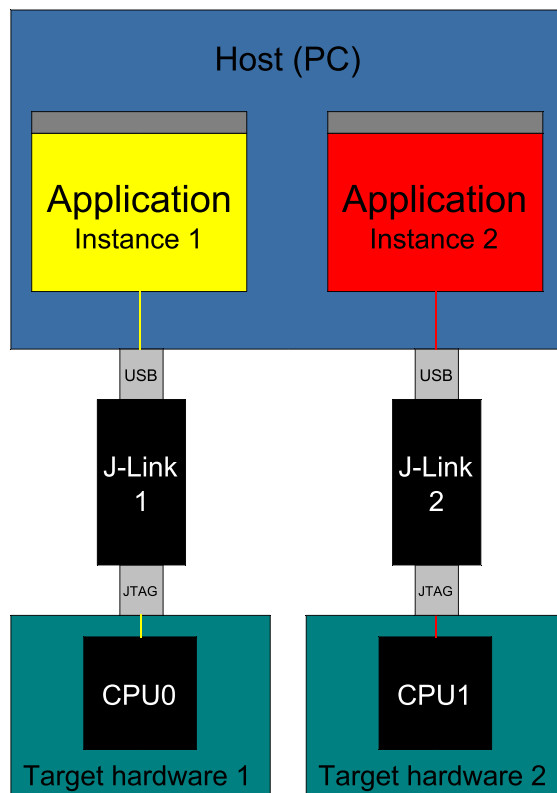 Host (PC)
Application
Instance 1
Application
Instance 2
USB
USB
J-Link
1
J-Link
2
JTAG
JTAG
CPU0
CPU1
Target hardware 1
Target hardware 2